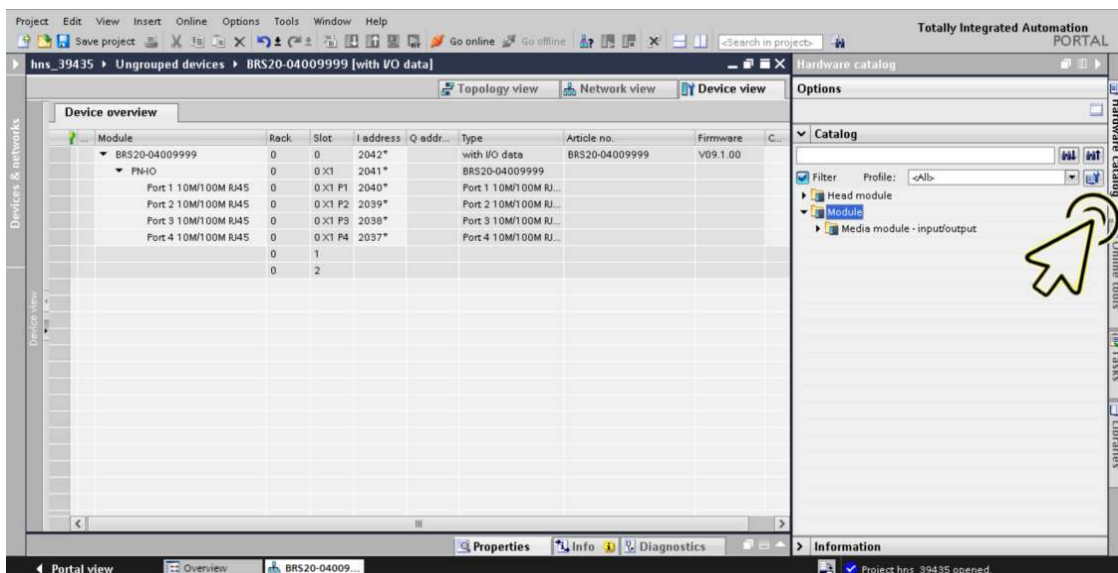 Project Edit View Insert Online Options Tools Window Help
Totally Integrated Automation
PORTAL
Save project Go online Go offline <Search in project>
hns_39435 ▸ Ungrouped devices ▸ BRS20-04009999 [with I/O data]
Hardware catalog
Topology view Network view Device view
Options
Device overview
Module Rack Slot I address Q addr... Type Article no. Firmware C...
BRS20-04009999 0 0 2042* with I/O data BRS20-04009999 V09.1.00
PN-IO 0 0 X1 2041* BRS20-04009999
Port 1 10M/100M RJ45 0 0 X1 P1 2040* Port 1 10M/100M RJ...
Port 2 10M/100M RJ45 0 0 X1 P2 2039* Port 2 10M/100M RJ...
Port 3 10M/100M RJ45 0 0 X1 P3 2038* Port 3 10M/100M RJ...
Port 4 10M/100M RJ45 0 0 X1 P4 2037* Port 4 10M/100M RJ...
0 1
0 2
Catalog
Filter Profile: <All>
Head module
Module
Media module - input/output
Devices & networks
Device view
Hardware catalog
Online tools
Tasks
Libraries
Properties Info Diagnostics
Information
Portal view Overview BRS20-04009...
Project hns_39435 opened.